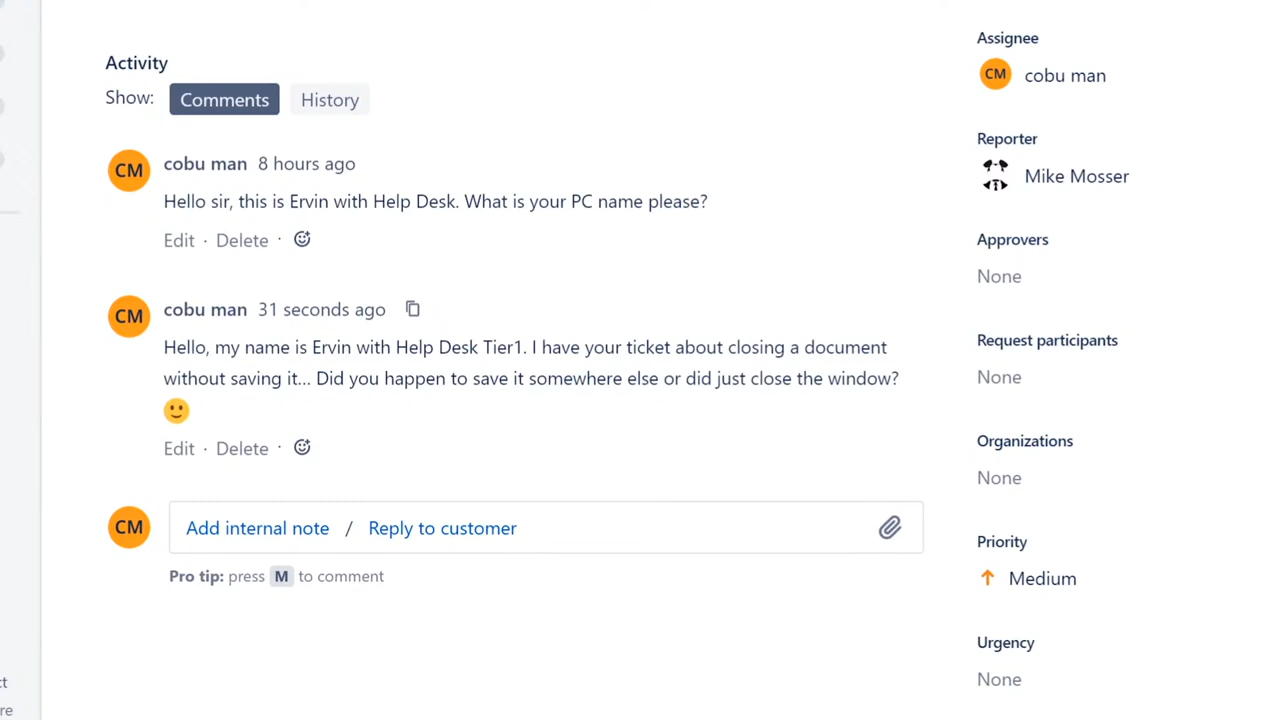 Activity
Show: Comments History
CM cobu man 8 hours ago
Hello sir, this is Ervin with Help Desk. What is your PC name please?
Edit · Delete ·
CM cobu man 31 seconds ago
Hello, my name is Ervin with Help Desk Tier1. I have your ticket about closing a document
without saving it... Did you happen to save it somewhere else or did just close the window?
🙂
Edit · Delete ·
CM Add internal note / Reply to customer
Pro tip: press M to comment
Assignee
CM cobu man
Reporter
Mike Mosser
Approvers
None
Request participants
None
Organizations
None
Priority
Medium
Urgency
None